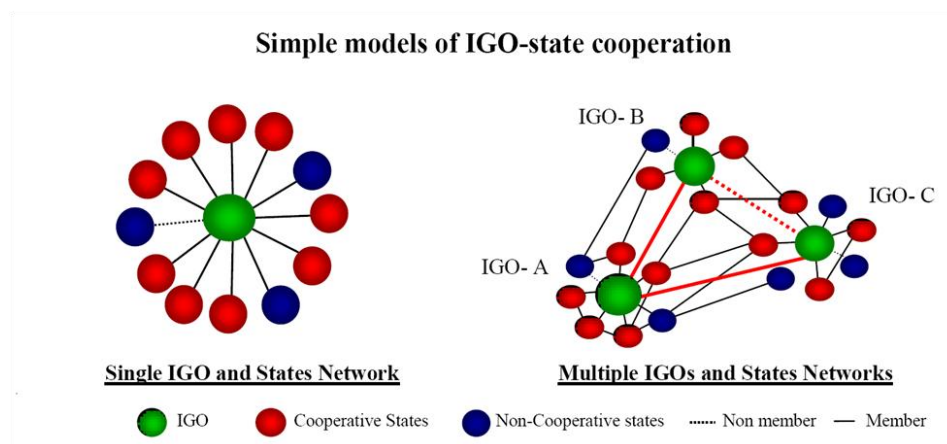 Simple models of IGO-state cooperation
IGO- B
IGO- C
IGO- A
Single IGO and States Network
Multiple IGOs and States Networks
IGO
Cooperative States
Non-Cooperative states
Non member
Member